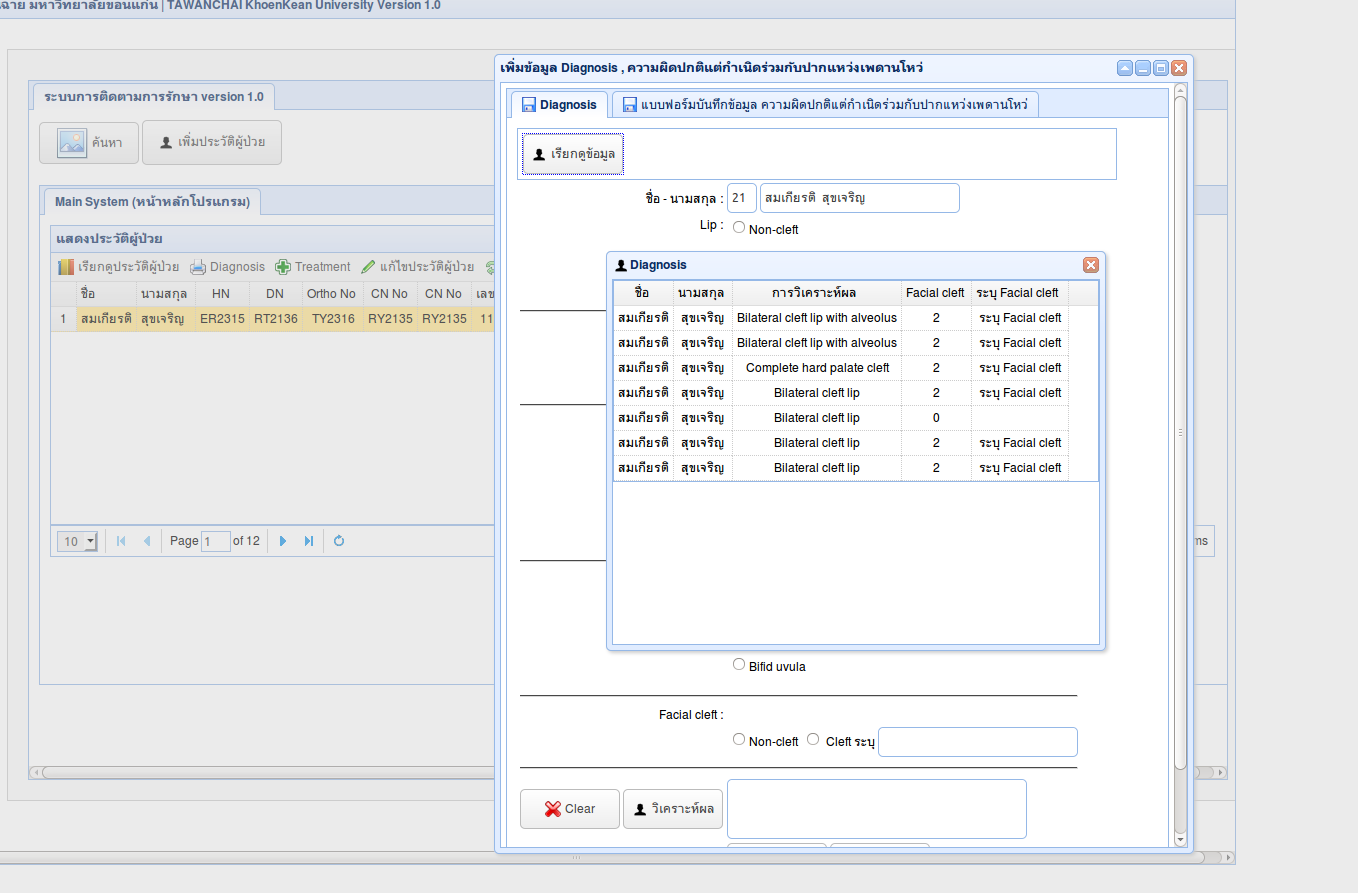 มหาวิทยาลัยขอนแก่น | TAWANCHAI KhoenKean University Version 1.0
ระบบการติดตามการรักษา version 1.0
ค้นหา
เพิ่มประวัติผู้ป่วย
Main System (หน้าหลักโปรแกรม)
แสดงประวัติผู้ป่วย
เรียกดูประวัติผู้ป่วย Diagnosis Treatment แก้ไขประวัติผู้ป่วย
ชื่อ นามสกุล HN DN Ortho No CN No CN No
1 สมเกียรติ สุขเจริญ ER2315 RT2136 TY2316 RY2135 RY2135 11
10 Page 1 of 12
เพิ่มข้อมูล Diagnosis , ความผิดปกติแต่กำเนิดร่วมกับปากแหว่งเพดานโหว่
Diagnosis แบบฟอร์มบันทึกข้อมูล ความผิดปกติแต่กำเนิดร่วมกับปากแหว่งเพดานโหว่
เรียกดูข้อมูล
ชื่อ - นามสกุล : 21 สมเกียรติ สุขเจริญ
Lip : Non-cleft
Diagnosis
ชื่อ นามสกุล การวิเคราะห์ผล Facial cleft ระบุ Facial cleft
สมเกียรติ สุขเจริญ Bilateral cleft lip with alveolus 2 ระบุ Facial cleft
สมเกียรติ สุขเจริญ Bilateral cleft lip with alveolus 2 ระบุ Facial cleft
สมเกียรติ สุขเจริญ Complete hard palate cleft 2 ระบุ Facial cleft
สมเกียรติ สุขเจริญ Bilateral cleft lip 2 ระบุ Facial cleft
สมเกียรติ สุขเจริญ Bilateral cleft lip 0
สมเกียรติ สุขเจริญ Bilateral cleft lip 2 ระบุ Facial cleft
สมเกียรติ สุขเจริญ Bilateral cleft lip 2 ระบุ Facial cleft
Bifid uvula
Facial cleft :
Non-cleft Cleft ระบุ
Clear วิเคราะห์ผล